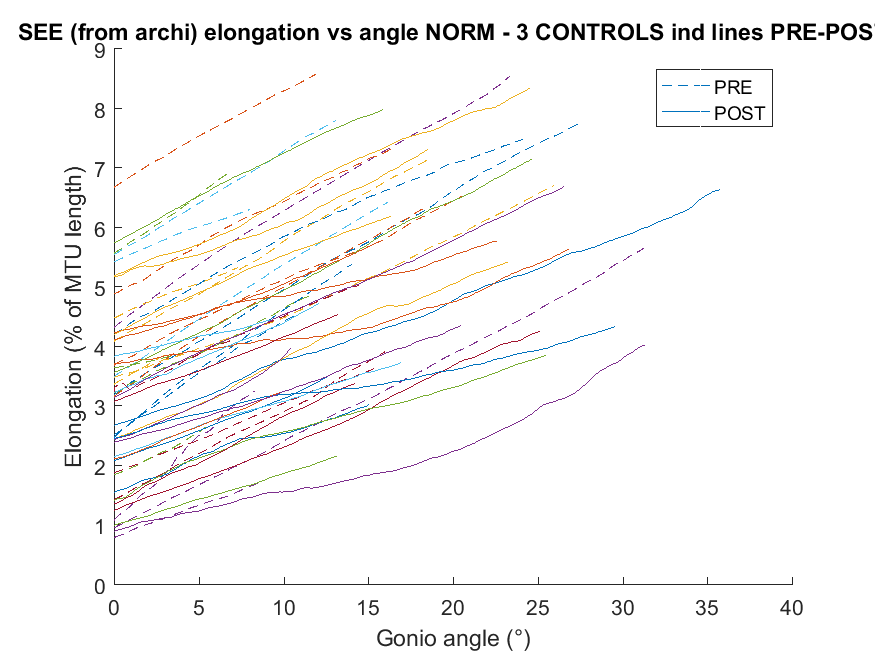 SEE (from archi) elongation vs angle NORM - 3 CONTROLS ind lines PRE-POS
9
8
7
6
5
4
3
2
1
0
Elongation (% of MTU length)
PRE
POST
0 5 10 15 20 25 30 35 40
Gonio angle (°)